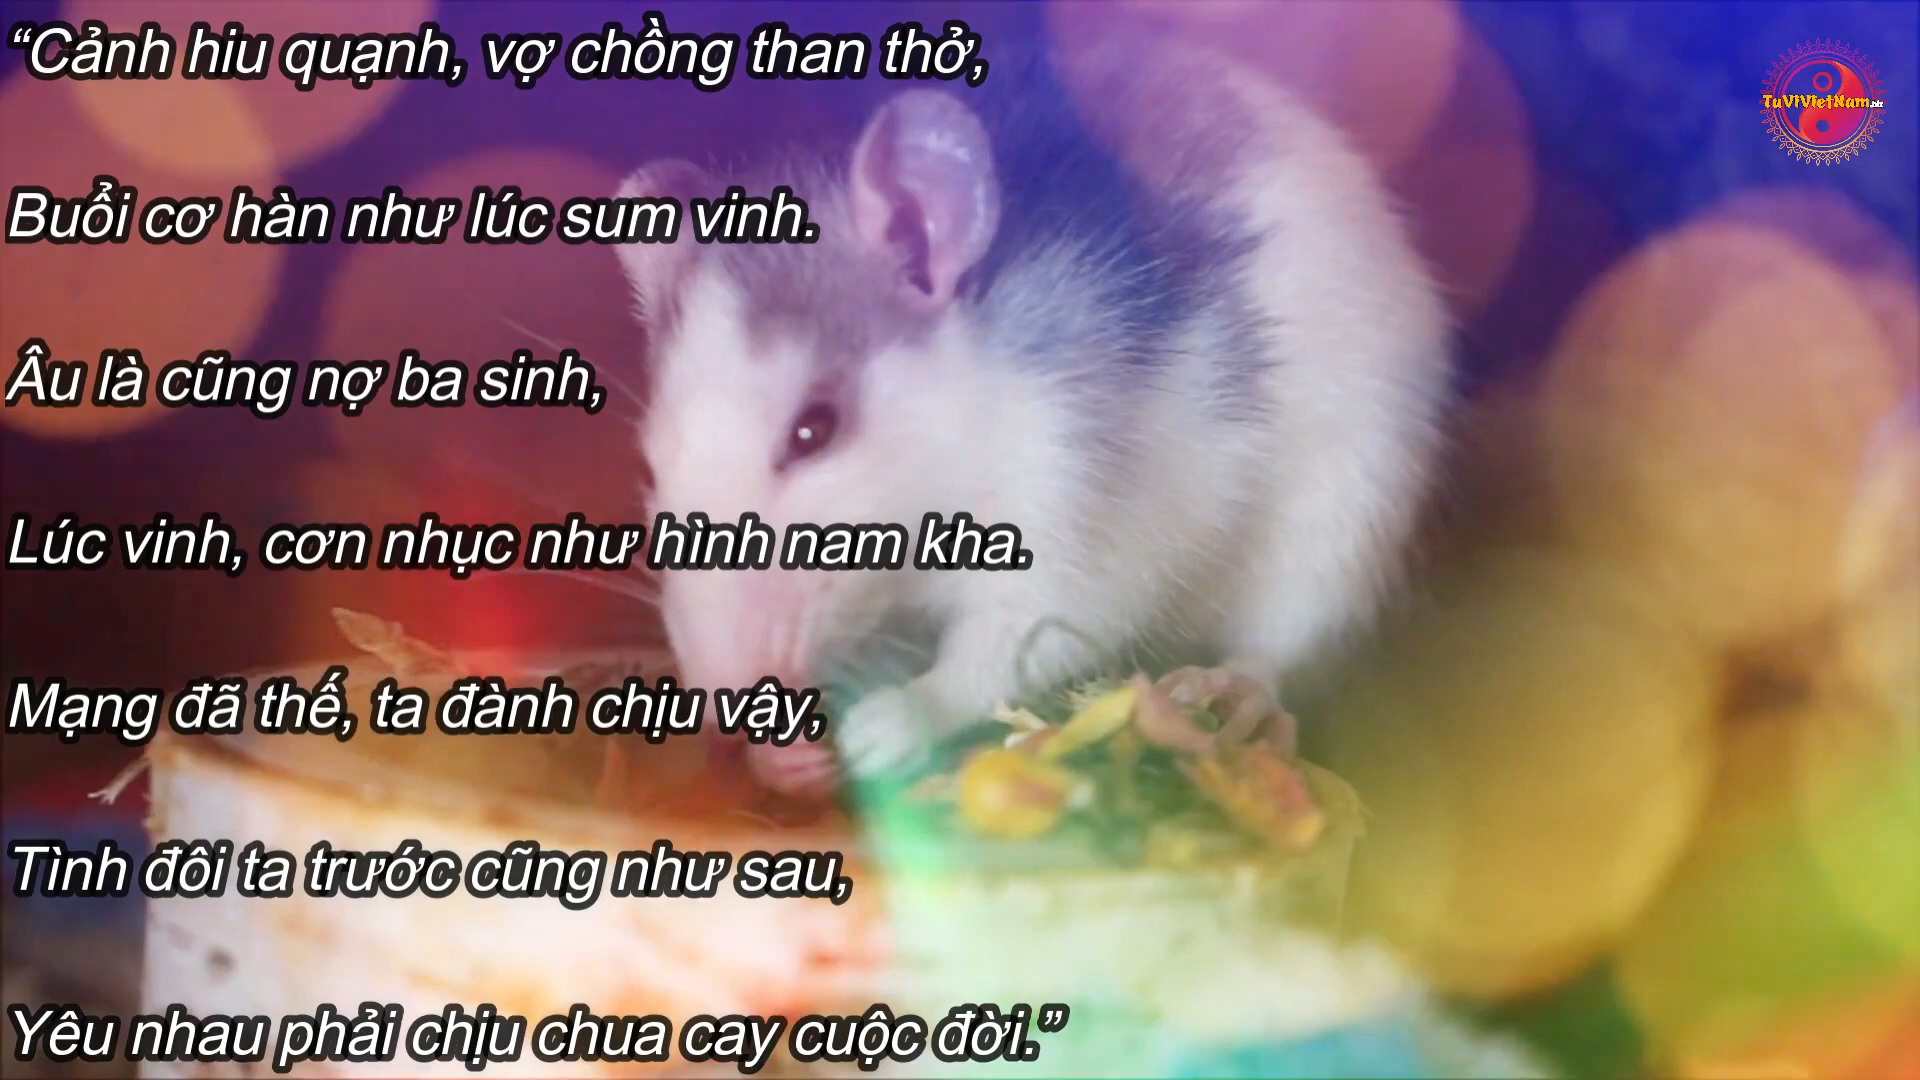 “Cảnh hiu quạnh, vợ chồng than thở,
TuViVietNam.biz
Buổi cơ hàn như lúc sum vinh.
Âu là cũng nợ ba sinh,
Lúc vinh, cơn nhục như hình nam kha.
Mạng đã thế, ta đành chịu vậy,
Tình đôi ta trước cũng như sau,
Yêu nhau phải chịu chua cay cuộc đời.”